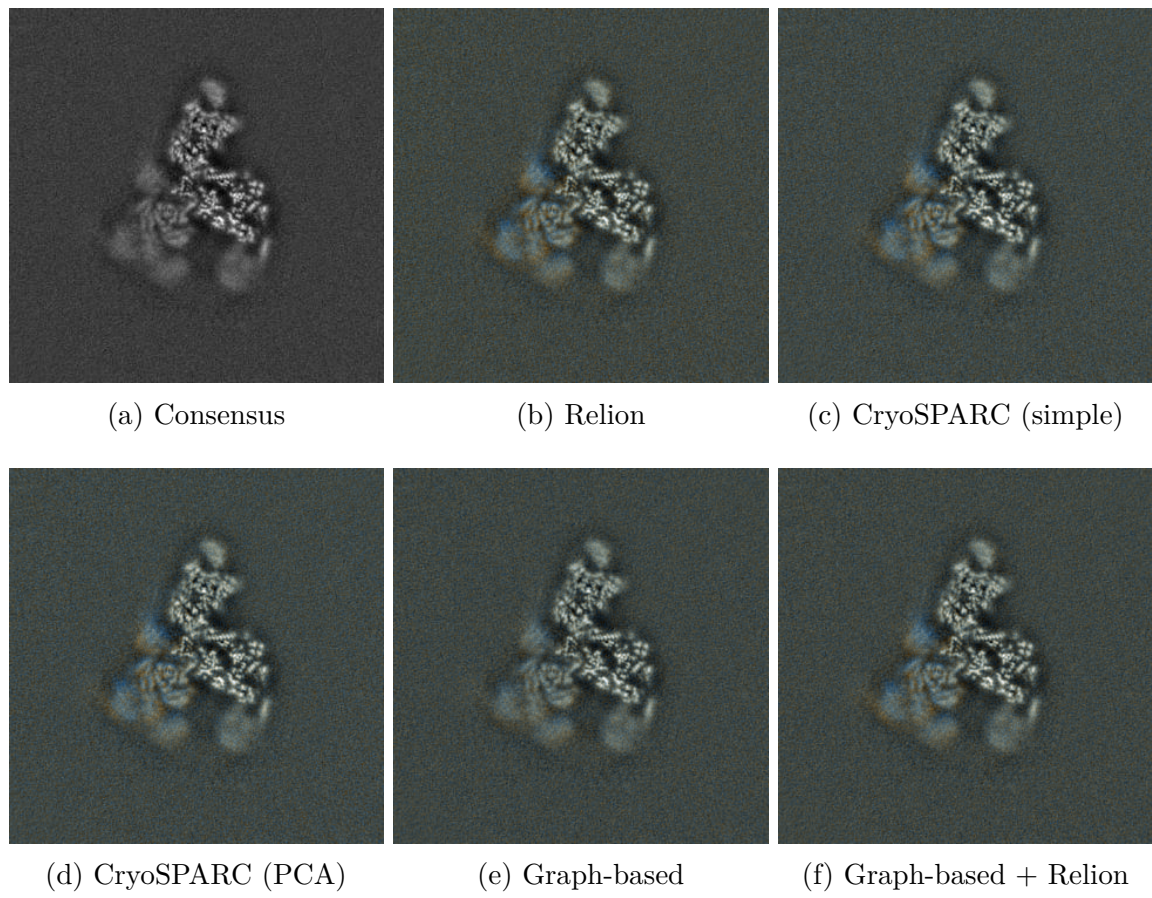 (a) Consensus
(b) Relion
(c) CryoSPARC (simple)
(d) CryoSPARC (PCA)
(e) Graph-based
(f) Graph-based + Relion